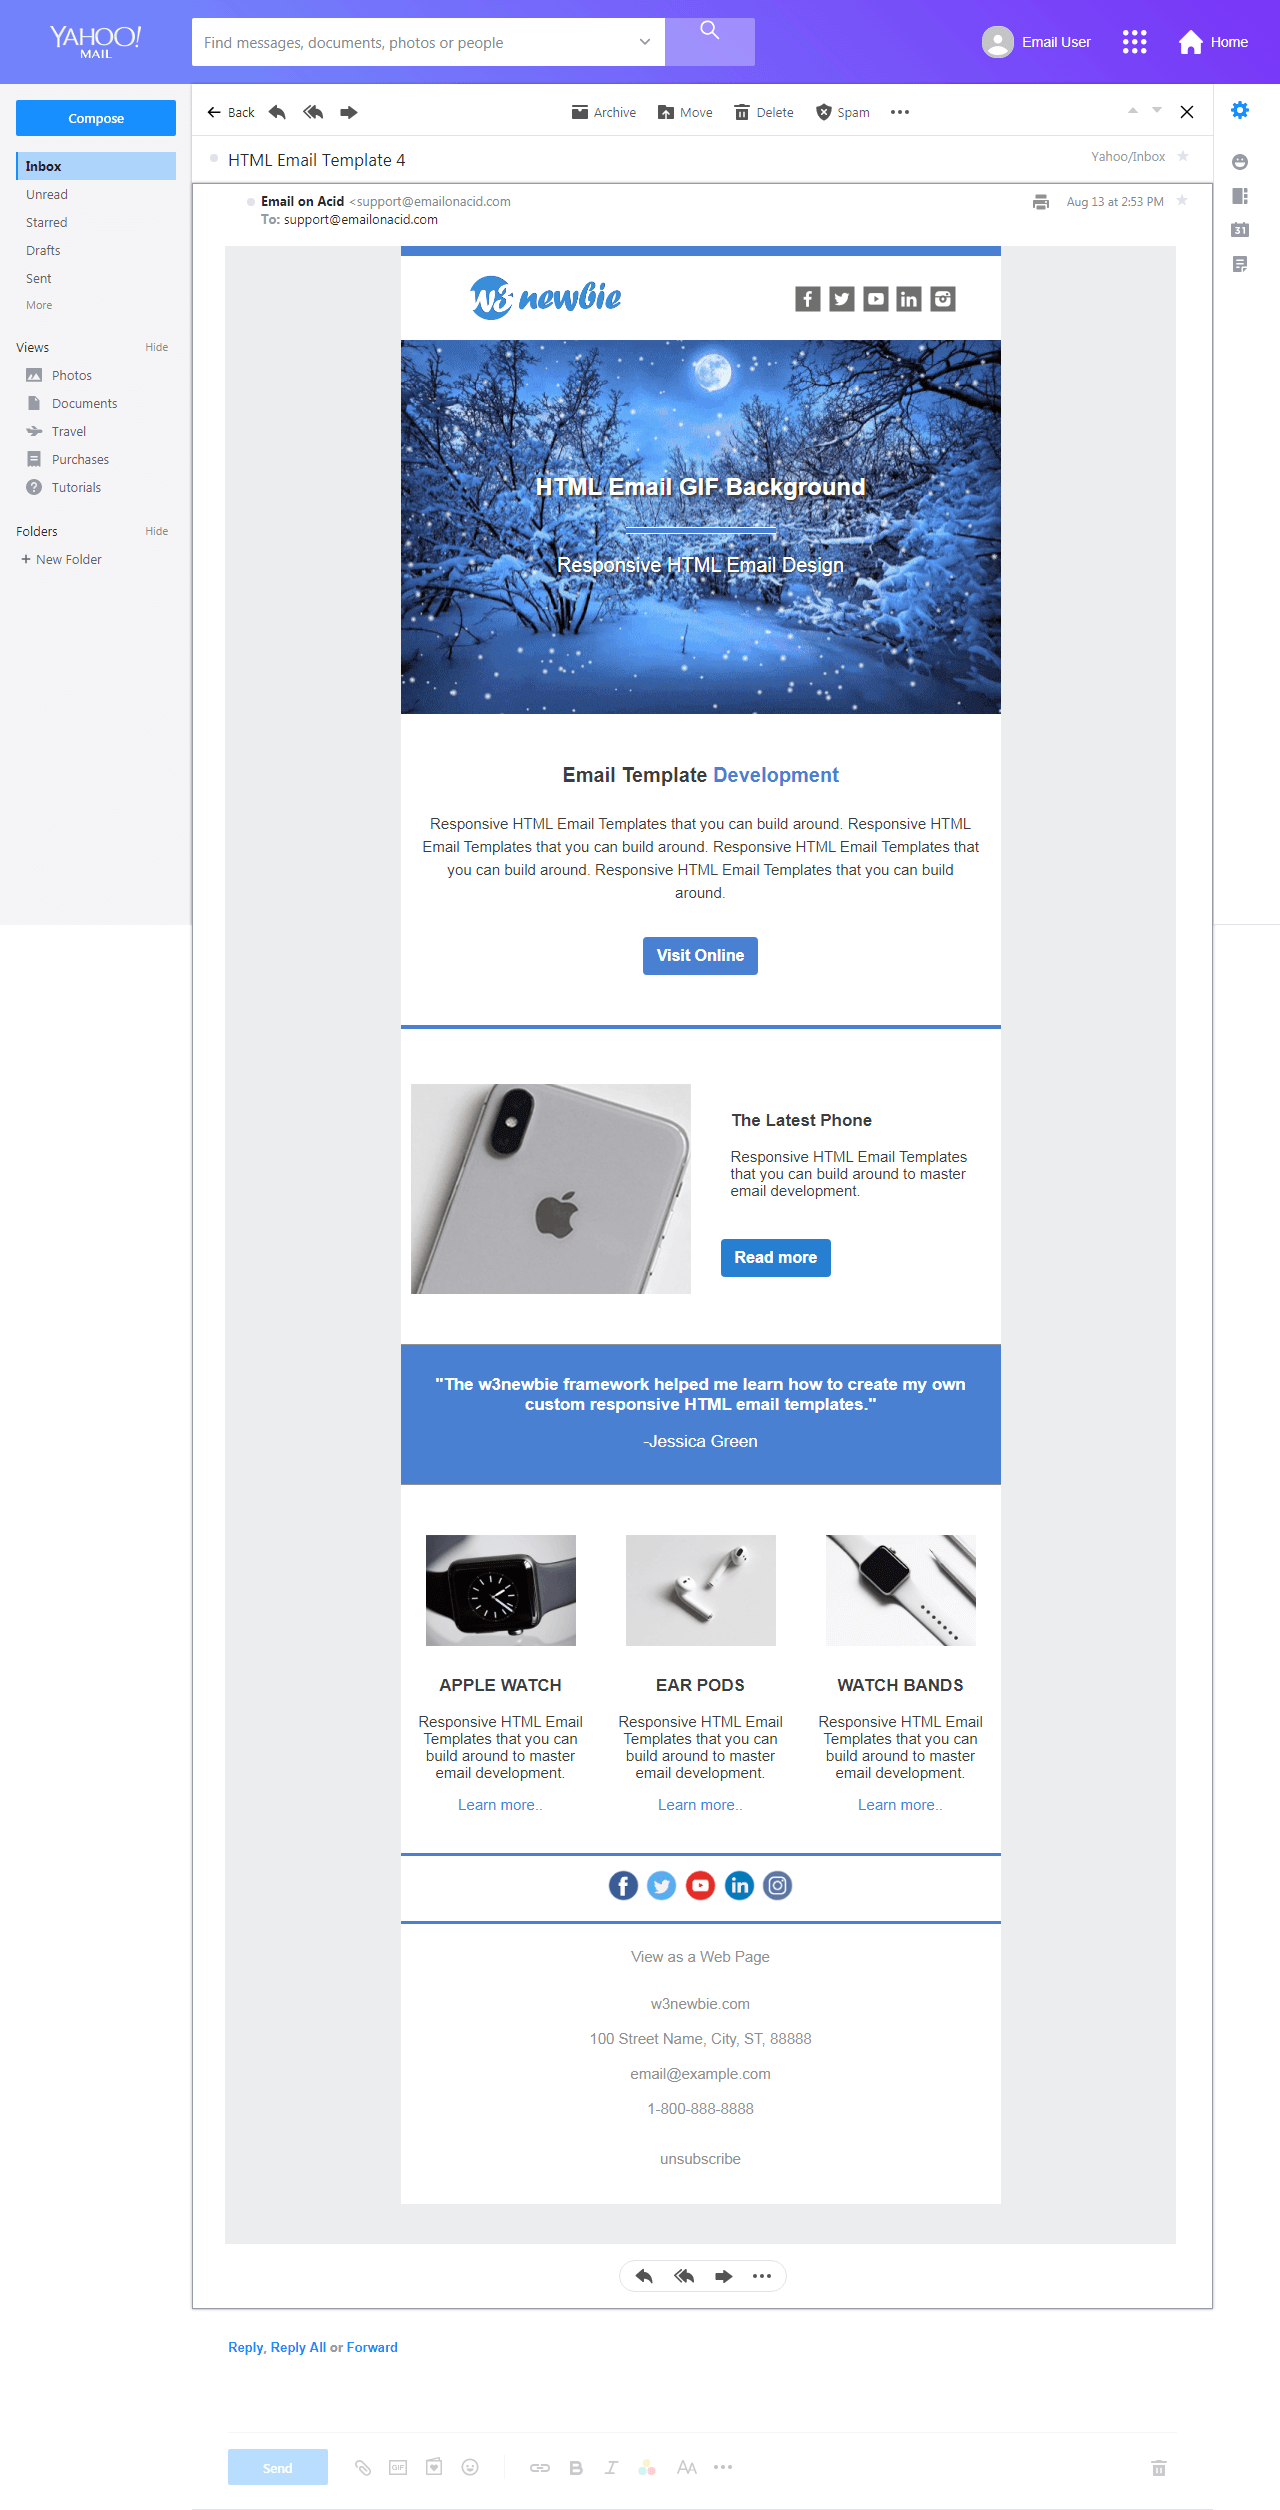 YAHOO!
MAIL
Find messages, documents, photos or people
Email User
Home
Compose
Inbox
Unread
Starred
Drafts
Sent
More
Views Hide
Photos
Documents
Travel
Purchases
Tutorials
Folders Hide
+ New Folder
Back
Archive
Move
Delete
Spam
HTML Email Template 4
Yahoo/Inbox
Email on Acid <support@emailonacid.com
To: support@emailonacid.com
Aug 13 at 2:53 PM
31
w3newbie
HTML Email GIF Background
Responsive HTML Email Design
Email Template Development
Responsive HTML Email Templates that you can build around. Responsive HTML
Email Templates that you can build around. Responsive HTML Email Templates that
you can build around. Responsive HTML Email Templates that you can build
around.
Visit Online
The Latest Phone
Responsive HTML Email Templates
that you can build around to master
email development.
Read more
"The w3newbie framework helped me learn how to create my own
custom responsive HTML email templates."
-Jessica Green
APPLE WATCH
Responsive HTML Email
Templates that you can
build around to master
email development.
Learn more..
EAR PODS
Responsive HTML Email
Templates that you can
build around to master
email development.
Learn more..
WATCH BANDS
Responsive HTML Email
Templates that you can
build around to master
email development.
Learn more..
View as a Web Page
w3newbie.com
100 Street Name, City, ST, 88888
email@example.com
1-800-888-8888
unsubscribe
Reply, Reply All or Forward
Send
GIF
B
I
AA